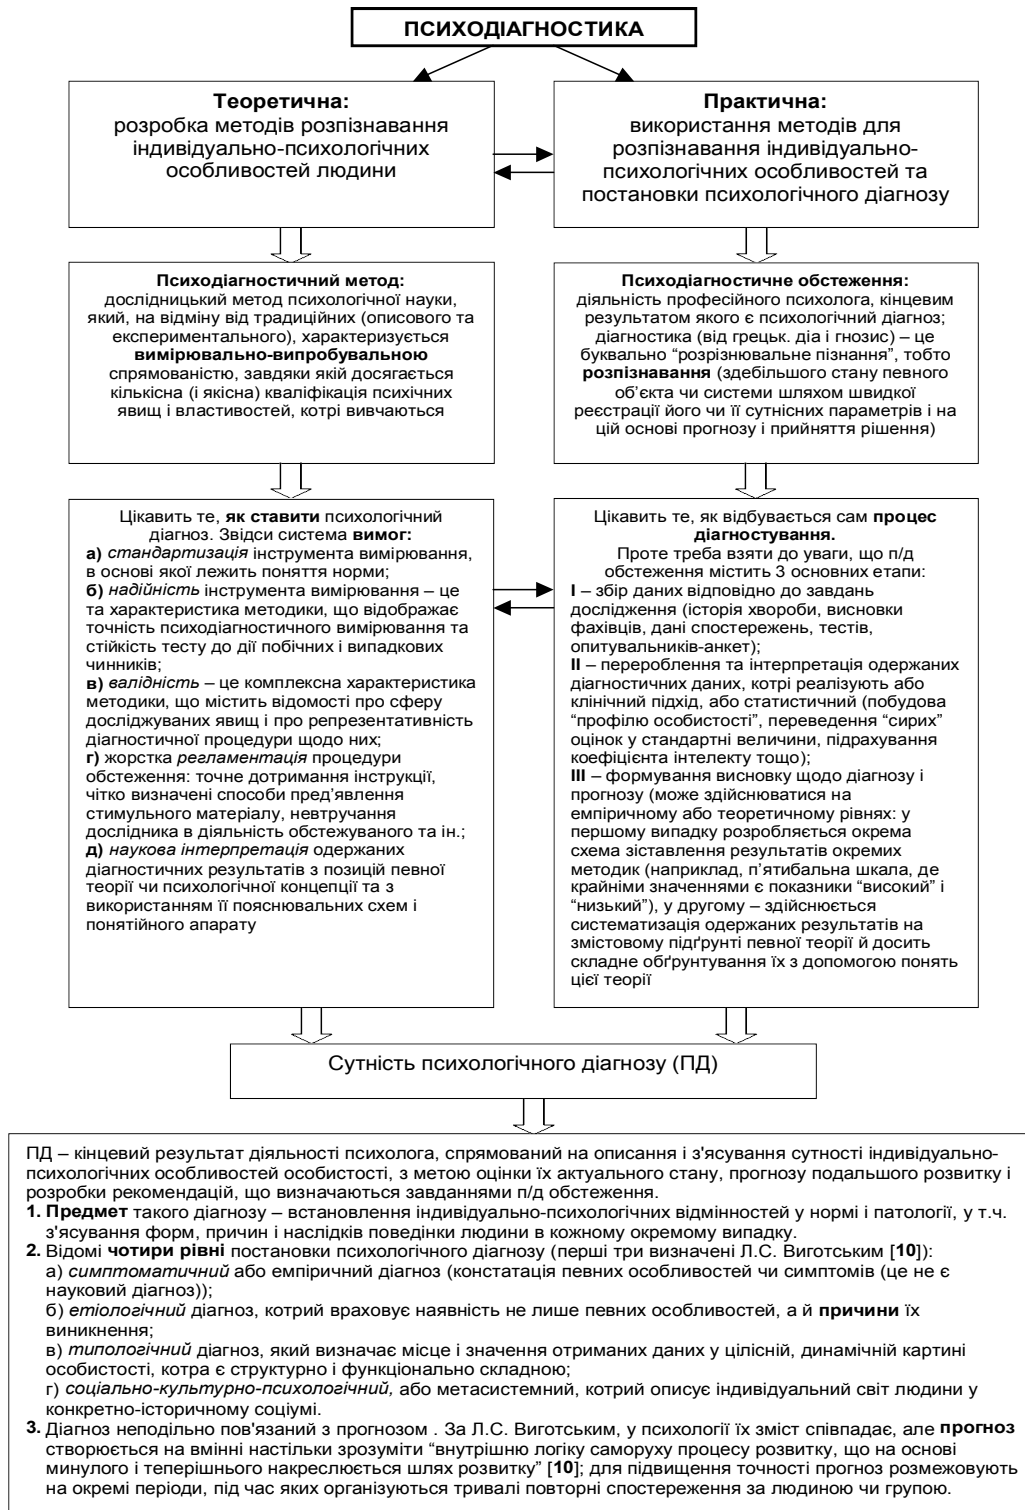 ПСИХОДІАГНОСТИКА
Теоретична:
розробка методів розпізнавання
індивідуально-психологічних
особливостей людини
Практична:
використання методів для
розпізнавання індивідуально-
психологічних особливостей та
постановки психологічного діагнозу
Психодіагностичний метод:
дослідницький метод психологічної науки,
який, на відміну від традиційних (описового та
експериментального), характеризується
вимірювально-випробувальною
спрямованістю, завдяки якій досягається
кількісна (і якісна) кваліфікація психічних
явищ і властивостей, котрі вивчаються
Психодіагностичне обстеження:
діяльність професійного психолога, кінцевим
результатом якого є психологічний діагноз;
діагностика (від грецьк. діа і гнозис) – це
буквально “розрізнювальне пізнання”, тобто
розпізнавання (здебільшого стану певного
об’єкта чи системи шляхом швидкої
реєстрації його чи її сутнісних параметрів і на
цій основі прогнозу і прийняття рішення)
Цікавить те, як ставити психологічний
діагноз. Звідси система вимог:
а) стандартизація інструмента вимірювання,
в основі якої лежить поняття норми;
б) надійність інструмента вимірювання – це
та характеристика методики, що відображає
точність психодіагностичного вимірювання та
стійкість тесту до дії побічних і випадкових
чинників;
в) валідність – це комплексна характеристика
методики, що містить відомості про сферу
досліджуваних явищ і про репрезентативність
діагностичної процедури щодо них;
г) жорстка регламентація процедури
обстеження: точне дотримання інструкції,
чітко визначені способи пред’явлення
стимульного матеріалу, невтручання
дослідника в діяльність обстежуваного та ін.;
д) наукова інтерпретація одержаних
діагностичних результатів з позицій певної
теорії чи психологічної концепції та з
використанням її пояснювальних схем і
понятійного апарату
Цікавить те, як відбувається сам процес
діагностування.
Проте треба взяти до уваги, що п/д
обстеження містить 3 основних етапи:
І – збір даних відповідно до завдань
дослідження (історія хвороби, висновки
фахівців, дані спостережень, тестів,
опитувальників-анкет);
ІІ – перероблення та інтерпретація одержаних
діагностичних даних, котрі реалізують або
клінічний підхід, або статистичний (побудова
“профілю особистості”, переведення “сирих”
оцінок у стандартні величини, підрахування
коефіцієнта інтелекту тощо);
ІІІ – формування висновку щодо діагнозу і
прогнозу (може здійснюватися на
емпіричному або теоретичному рівнях: у
першому випадку розробляється окрема
схема зіставлення результатів окремих
методик (наприклад, п’ятибальна шкала, де
крайніми значеннями є показники “високий” і
“низький”), у другому – здійснюється
систематизація одержаних результатів на
змістовому підґрунті певної теорії й досить
складне обґрунтування їх з допомогою понять
цієї теорії
Сутність психологічного діагнозу (ПД)
ПД – кінцевий результат діяльності психолога, спрямований на описання і з'ясування сутності індивідуально-
психологічних особливостей особистості, з метою оцінки їх актуального стану, прогнозу подальшого розвитку і
розробки рекомендацій, що визначаються завданнями п/д обстеження.
1. Предмет такого діагнозу – встановлення індивідуально-психологічних відмінностей у нормі і патології, у т.ч.
з'ясування форм, причин і наслідків поведінки людини в кожному окремому випадку.
2. Відомі чотири рівні постановки психологічного діагнозу (перші три визначені Л.С. Виготським [10]):
а) симптоматичний або емпіричний діагноз (констатація певних особливостей чи симптомів (це не є
науковий діагноз));
б) етіологічний діагноз, котрий враховує наявність не лише певних особливостей, а й причини їх
виникнення;
в) типологічний діагноз, який визначає місце і значення отриманих даних у цілісній, динамічній картині
особистості, котра є структурно і функціонально складною;
г) соціально-культурно-психологічний, або метасистемний, котрий описує індивідуальний світ людини у
конкретно-історичному соціумі.
3. Діагноз неподільно пов'язаний з прогнозом . За Л.С. Виготським, у психології їх зміст співпадає, але прогноз
створюється на вмінні настільки зрозуміти “внутрішню логіку саморуху процесу розвитку, що на основі
минулого і теперішнього накреслюється шлях розвитку” [10]; для підвищення точності прогноз розмежовують
на окремі періоди, під час яких організуються тривалі повторні спостереження за людиною чи групою.